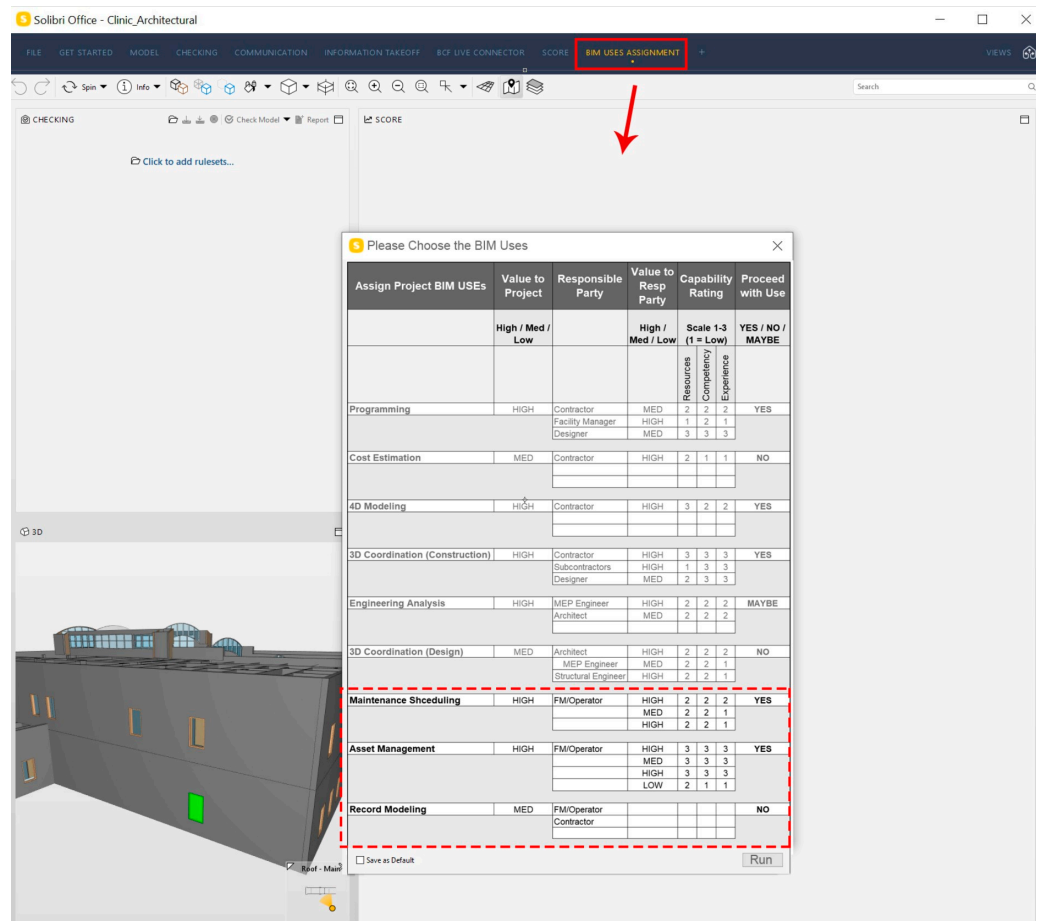 Solibri Office - Clinic_Architectural
FILE GET STARTED MODEL CHECKING COMMUNICATION INFORMATION TAKEOFF BCF LIVE CONNECTOR SCORE BIM USES ASSIGNMENT + VIEWS
Spin Info Search
CHECKING Check Model Report SCORE
Click to add rulesets...
Please Choose the BIM Uses
Assign Project BIM USEs Value to Project Responsible Party Value to Resp Party Capability Rating Proceed with Use
High / Med / Low High / Med / Low Scale 1-3 (1 = Low) YES / NO / MAYBE
Resources Competency Experience
Programming HIGH Contractor MED 2 2 2 YES
Facility Manager HIGH 1 2 1
Designer MED 3 3 3
Cost Estimation MED Contractor HIGH 2 1 1 NO
4D Modeling HIGH Contractor HIGH 3 2 2 YES
3D
3D Coordination (Construction) HIGH Contractor HIGH 3 3 3 YES
Subcontractors HIGH 1 3 3
Designer MED 2 3 3
Engineering Analysis HIGH MEP Engineer HIGH 2 2 2 MAYBE
Architect MED 2 2 2
3D Coordination (Design) MED Architect HIGH 2 2 2 NO
MEP Engineer MED 2 2 1
Structural Engineer HIGH 2 2 1
Maintenance Shceduling HIGH FM/Operator HIGH 2 2 2 YES
MED 2 2 1
HIGH 2 2 1
Asset Management HIGH FM/Operator HIGH 3 3 3 YES
MED 3 3 3
HIGH 3 3 3
LOW 2 1 1
Record Modeling MED FM/Operator NO
Contractor
Save as Default Run
Roof - Main